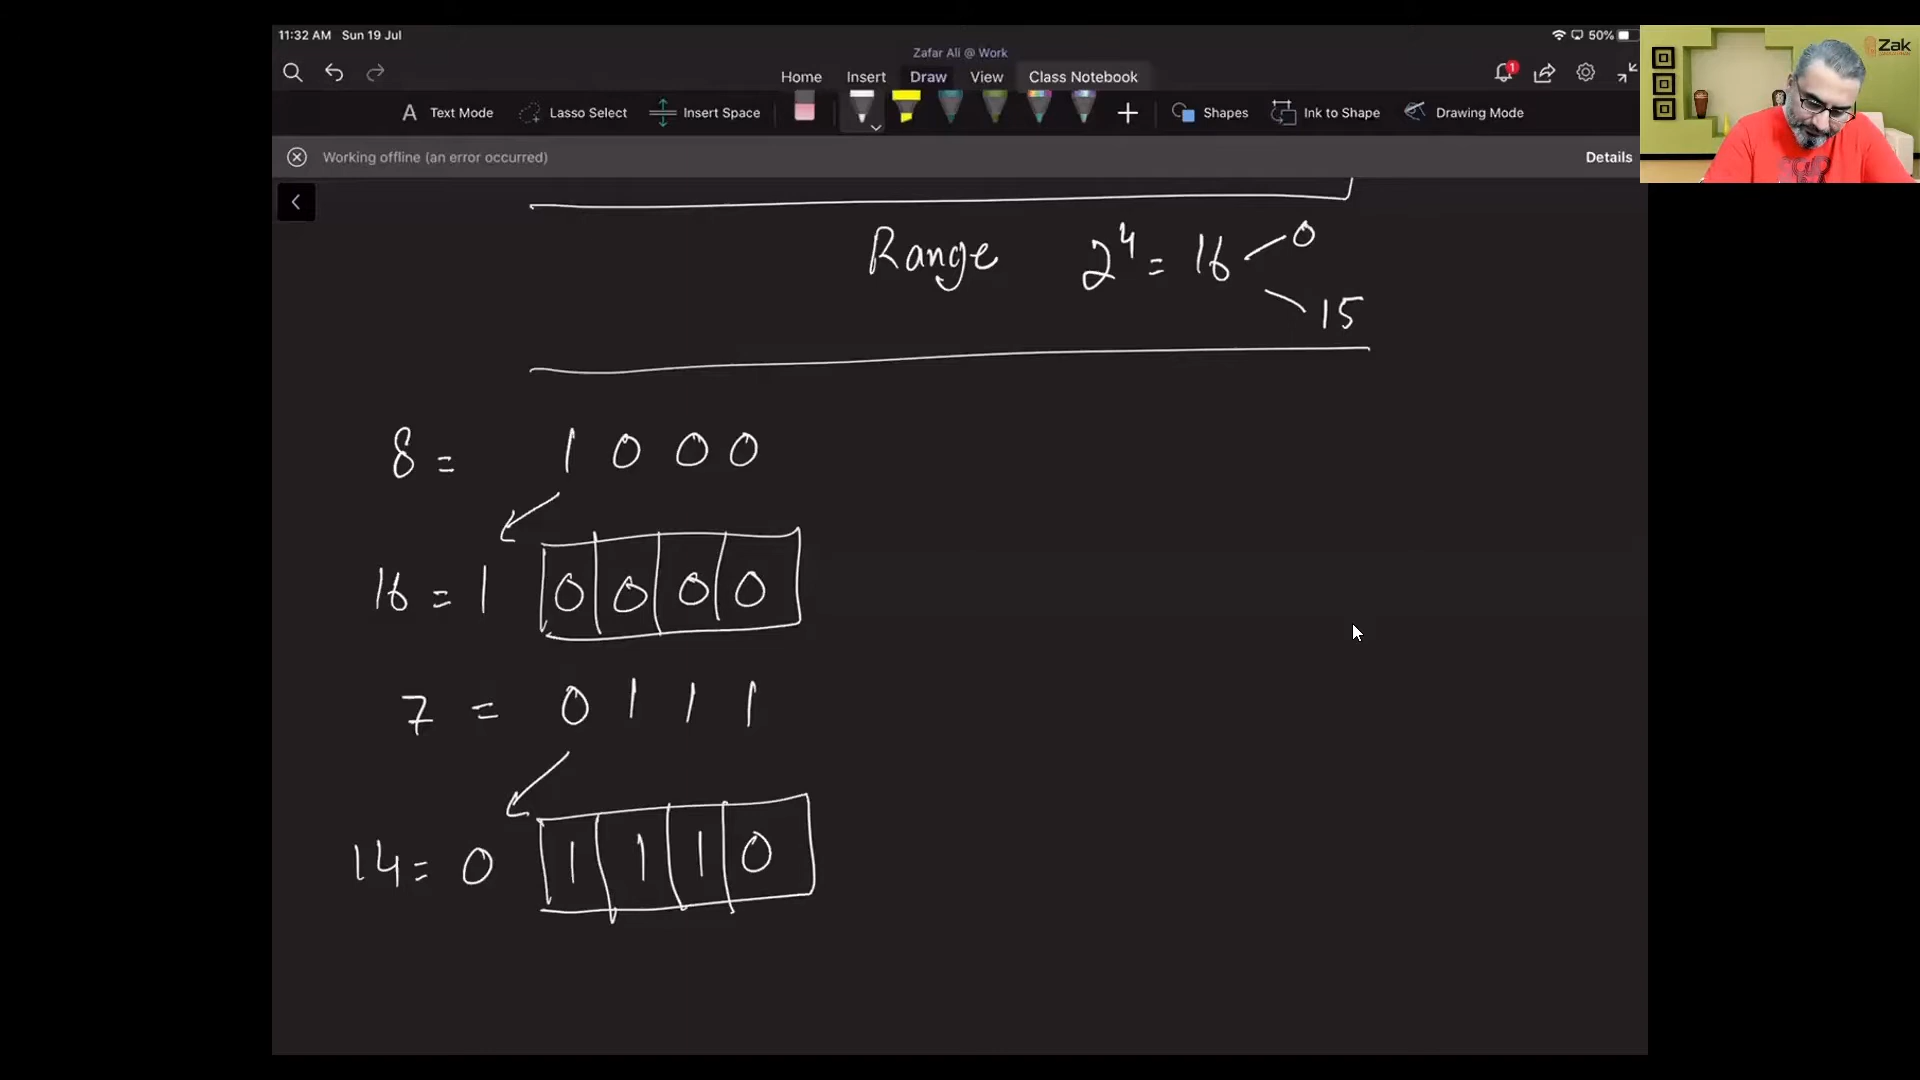 11:32 AM Sun 19 Jul
50%
Zafar Ali @ Work
Home Insert Draw View Class Notebook
1
A Text Mode Lasso Select Insert Space Shapes Ink to Shape Drawing Mode
Working offline (an error occurred) Details
Zak
Range 2⁴ = 16 0
15
8 = 1 0 0 0
16 = 1 0 0 0 0
7 = 0 1 1 1
14 = 0 1 1 1 0